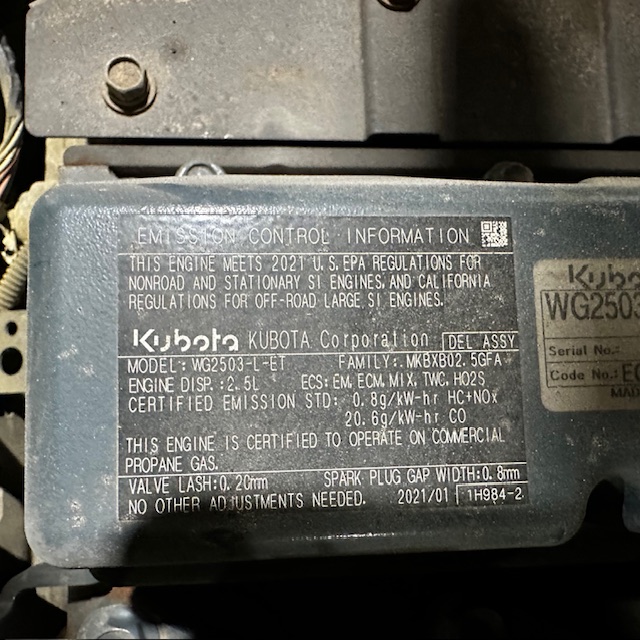 EMISSION CONTROL INFORMATION
THIS ENGINE MEETS 2021 U.S. EPA REGULATIONS FOR
NONROAD AND STATIONARY SI ENGINES, AND CALIFORNIA
REGULATIONS FOR OFF-ROAD LARGE SI ENGINES.
Kubota KUBOTA Corporation DEL ASSY
MODEL: WG2503-L-ET FAMILY: MKBXB02.5GFA
ENGINE DISP.: 2.5L ECS: EM, ECM, MIX, TWC, HO2S
CERTIFIED EMISSION STD: 0.8g/kW-hr HC+NOx
20.6g/kW-hr CO
THIS ENGINE IS CERTIFIED TO OPERATE ON COMMERCIAL
PROPANE GAS.
VALVE LASH: 0.20mm SPARK PLUG GAP WIDTH: 0.8mm
NO OTHER ADJUSTMENTS NEEDED. 2021/01 1H984-2
Kubo
WG2503
Serial No.:
Code No.: EG
MAD